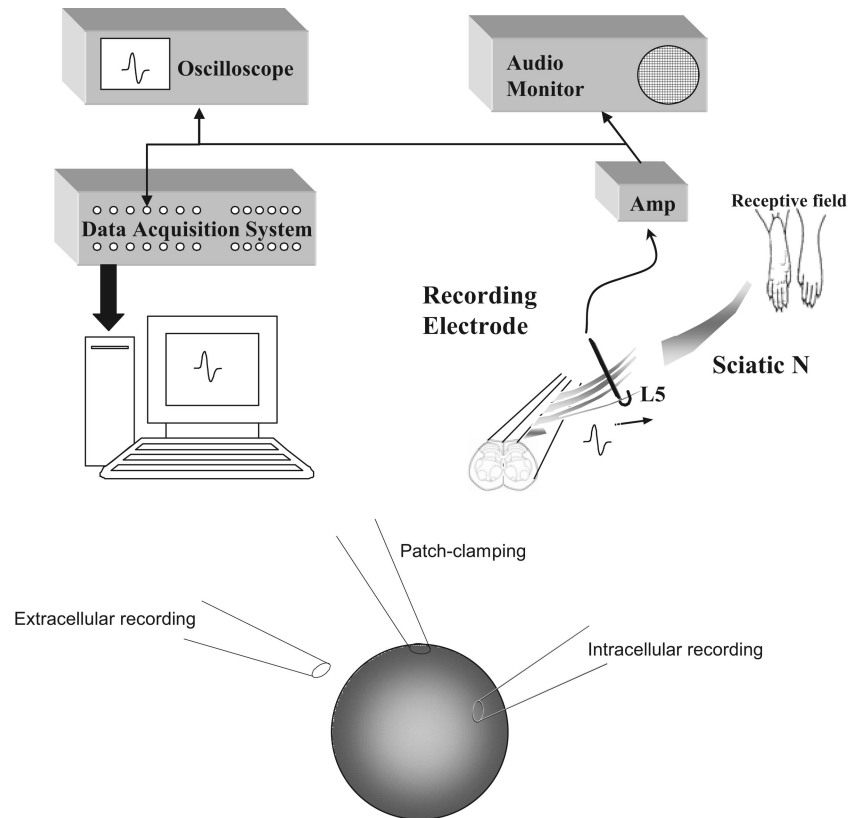 Oscilloscope
Audio
Monitor
Data Acquisition System
Amp
Receptive field
Recording
Electrode
Sciatic N
L5
Patch-clamping
Extracellular recording
Intracellular recording